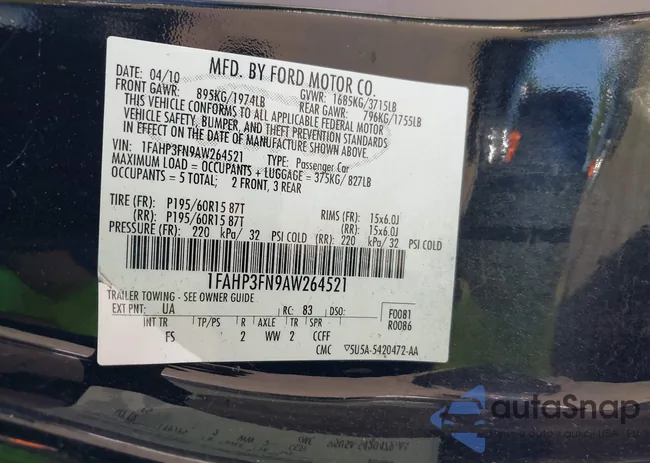 MFD. BY FORD MOTOR CO.
DATE: 04/10 GVWR: 1685KG/3715LB
FRONT GAWR: 895KG/1974LB REAR GAWR: 796KG/1755LB
THIS VEHICLE CONFORMS TO ALL APPLICABLE FEDERAL MOTOR
VEHICLE SAFETY, BUMPER, AND THEFT PREVENTION STANDARDS
IN EFFECT ON THE DATE OF MANUFACTURE SHOWN ABOVE.
VIN: 1FAHP3FN9AW264521 TYPE: Passenger Car
MAXIMUM LOAD = OCCUPANTS + LUGGAGE = 375KG/ 827LB
OCCUPANTS = 5 TOTAL; 2 FRONT, 3 REAR
TIRE (FR): P195/60R15 87T RIMS (FR): 15x6.0J
(RR): P195/60R15 87T (RR): 15x6.0J
PRESSURE (FR): 220 kPa/ 32 PSI COLD (RR): 220 kPa/ 32 PSI COLD
1FAHP3FN9AW264521
TRAILER TOWING - SEE OWNER GUIDE
EXT PNT: UA RC: 83 DSO: F0081
R0086
INT TR TP/PS R AXLE TR SPR
FS 2 WW 2 CCFF
CMC ▽5U5A-5420472-AA
autoSnap